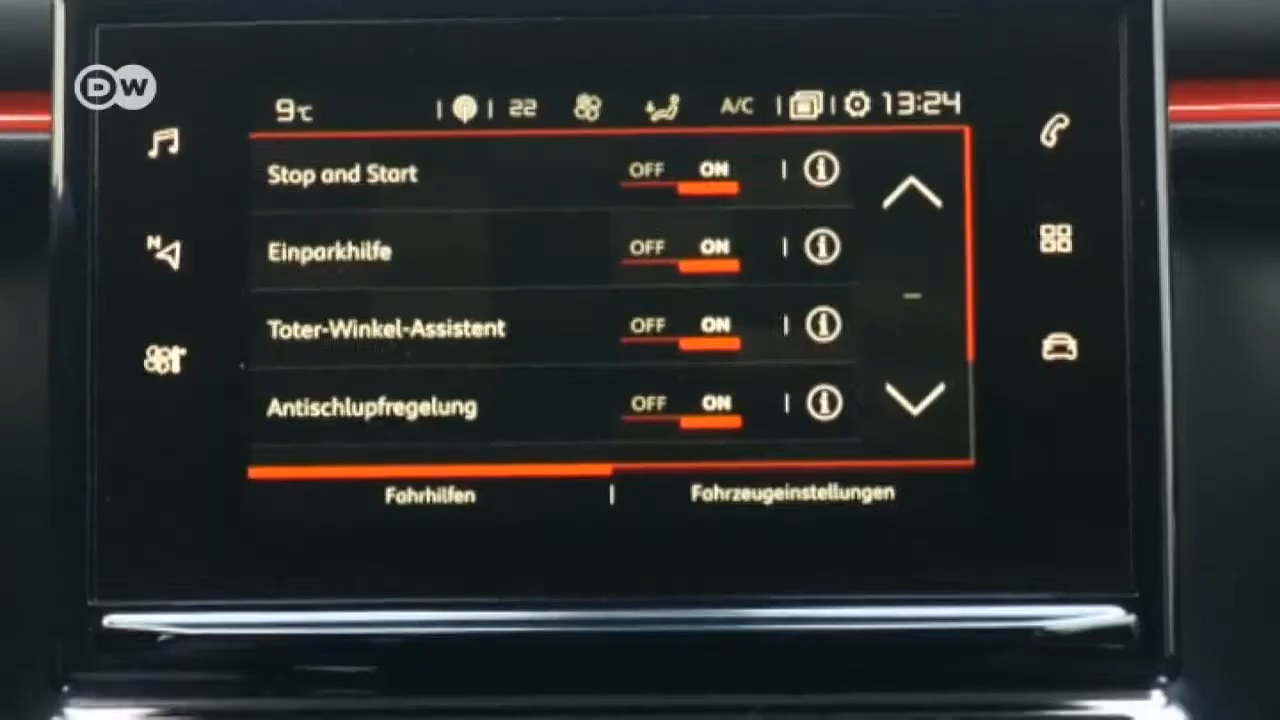 DW
9°C 22 A/C 13:24
Stop and Start OFF ON
N
Einparkhilfe OFF ON
Toter-Winkel-Assistent OFF ON
Antischlupfregelung OFF ON
Fahrhilfen Fahrzeugeinstellungen